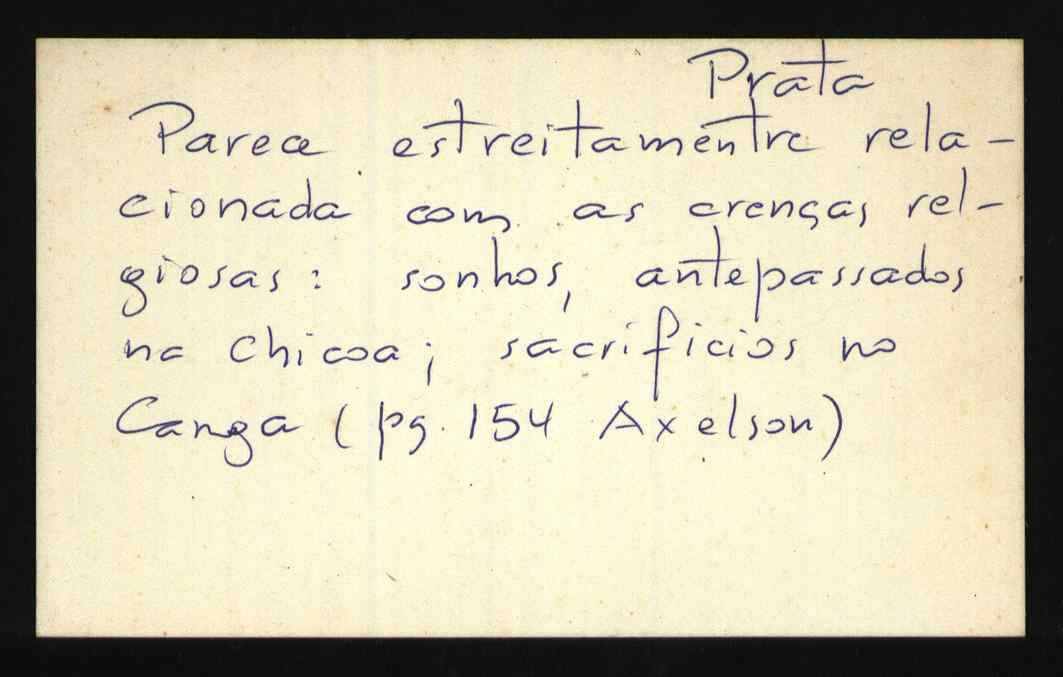 Prata
Parece estreitamentre rela-
cionada com as crenças rel-
giosas: sonhos, antepassados
na Chicoa; sacrificios no
Canga (pg. 154 Axelson)